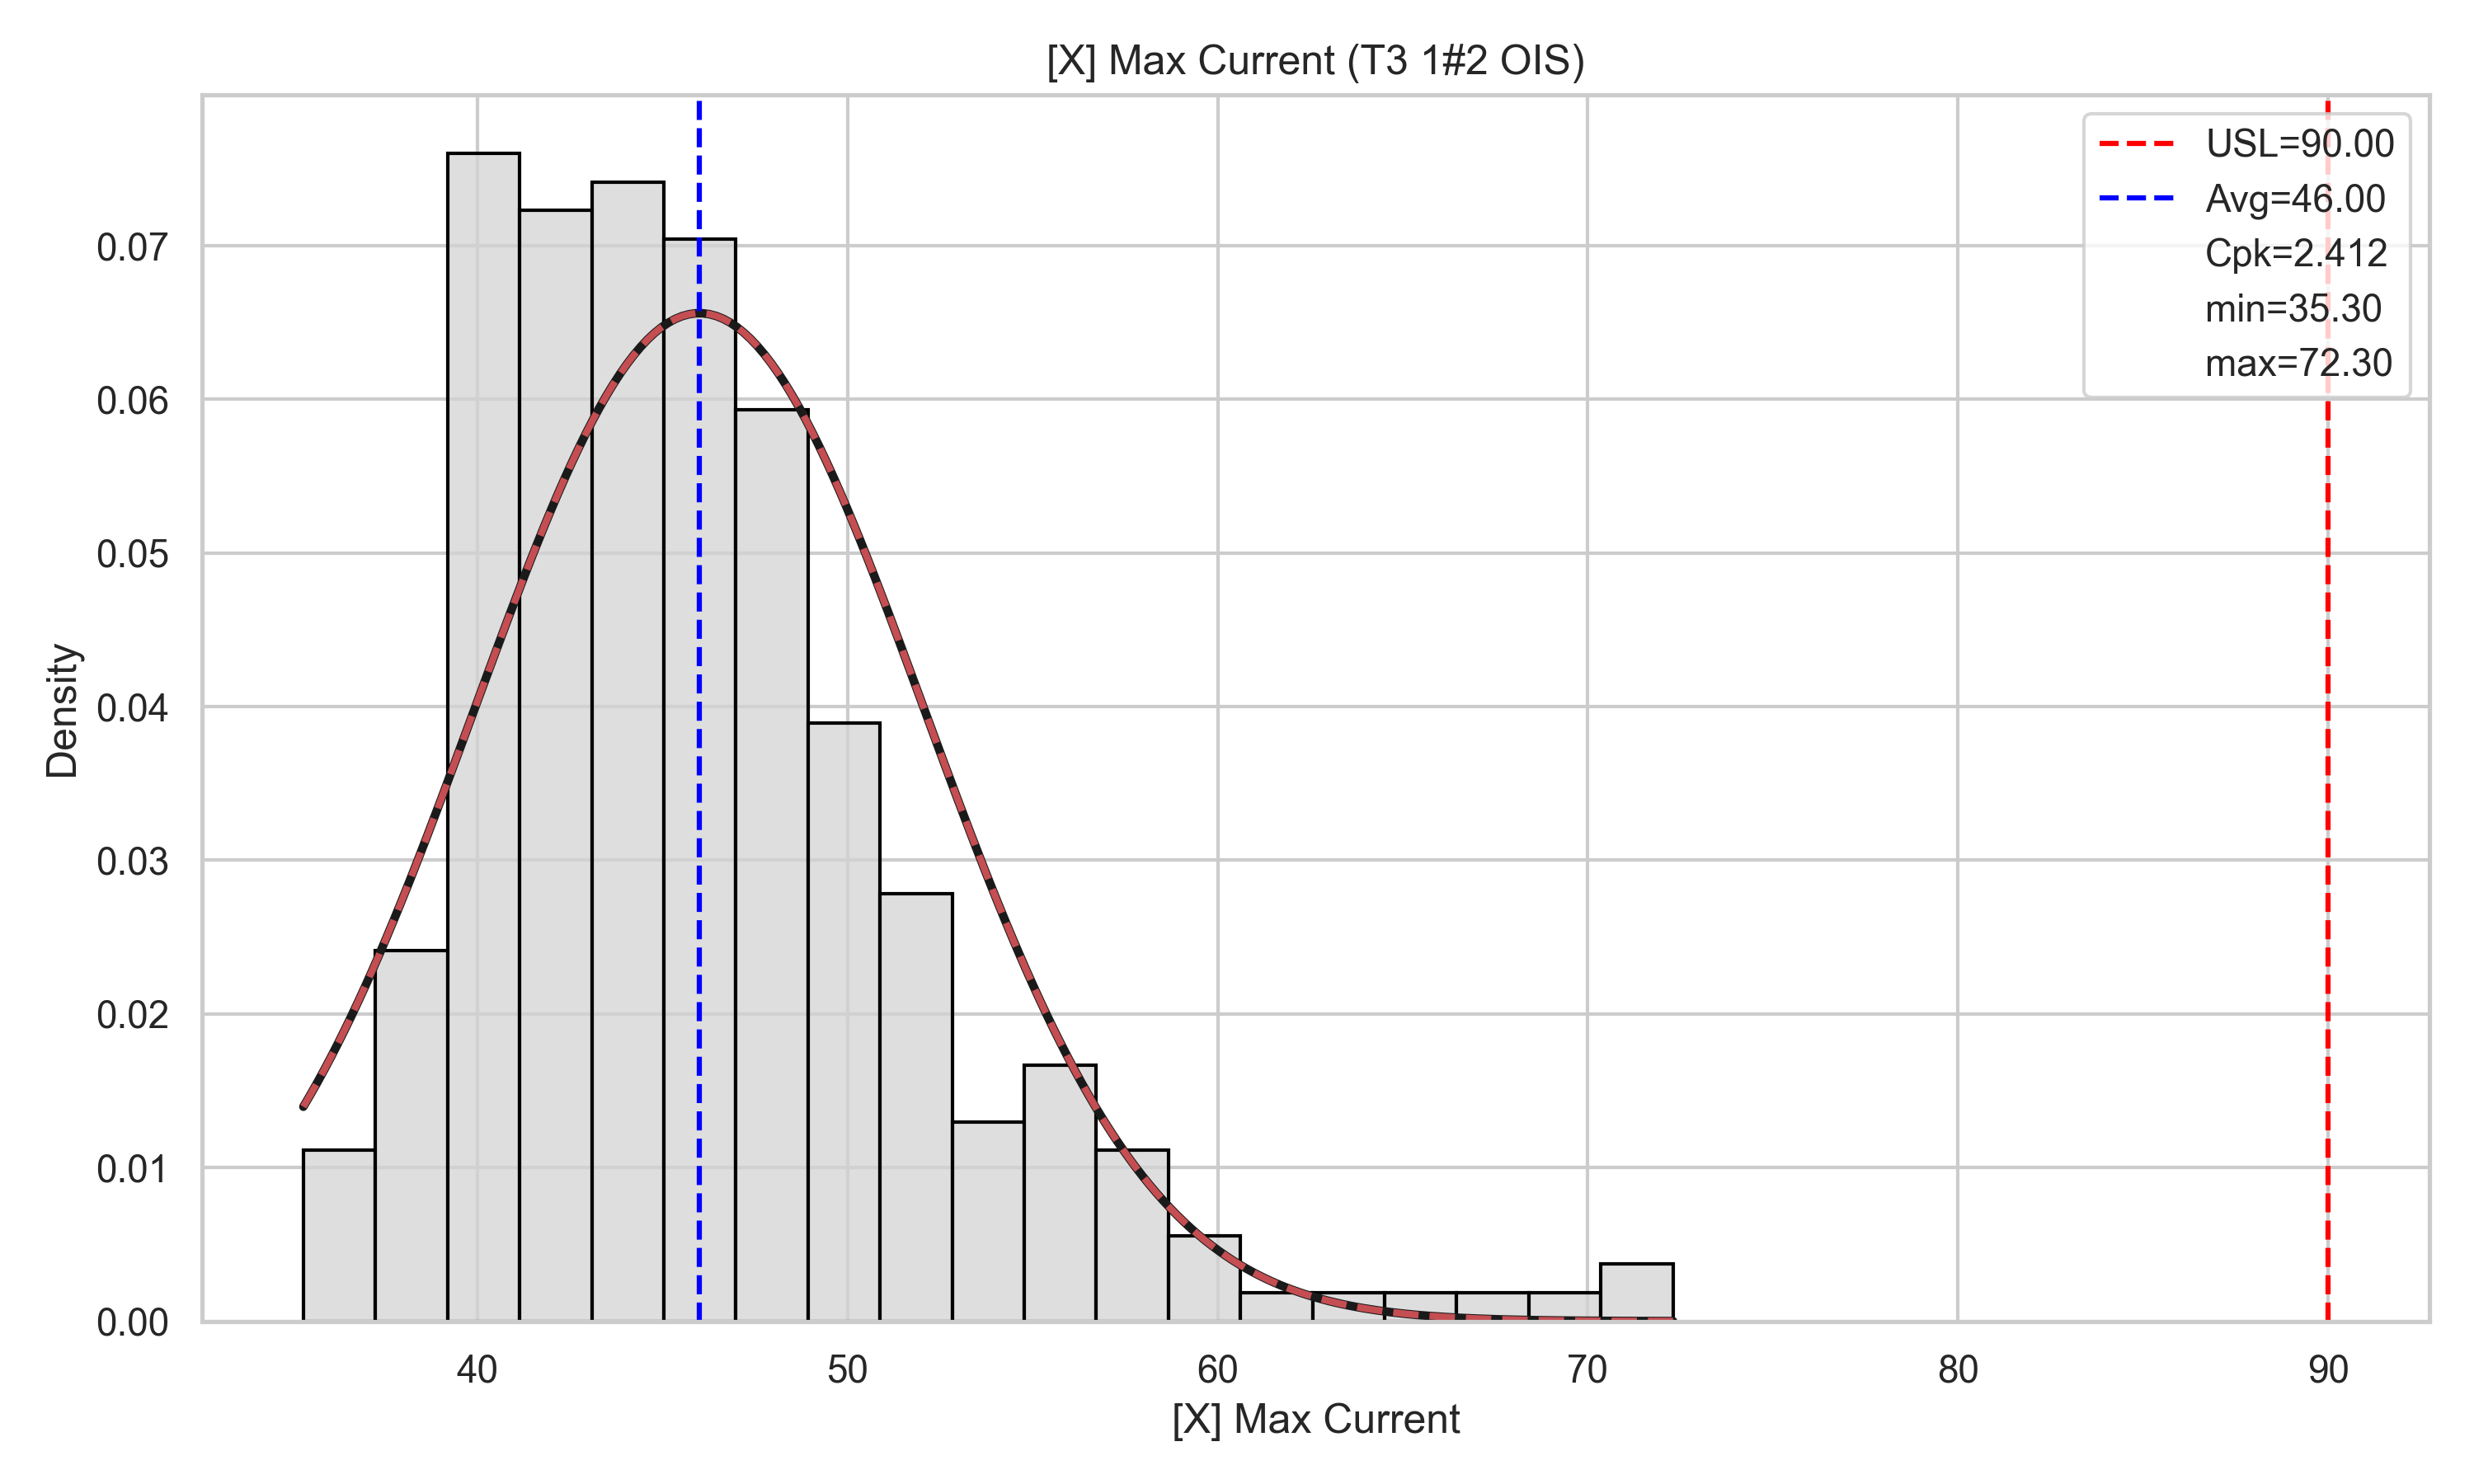 [X] Max Current (T3 1#2 OIS)
USL=90.00
Avg=46.00
Cpk=2.412
min=35.30
max=72.30
Density
0.07
0.06
0.05
0.04
0.03
0.02
0.01
0.00
40 50 60 70 80 90
[X] Max Current